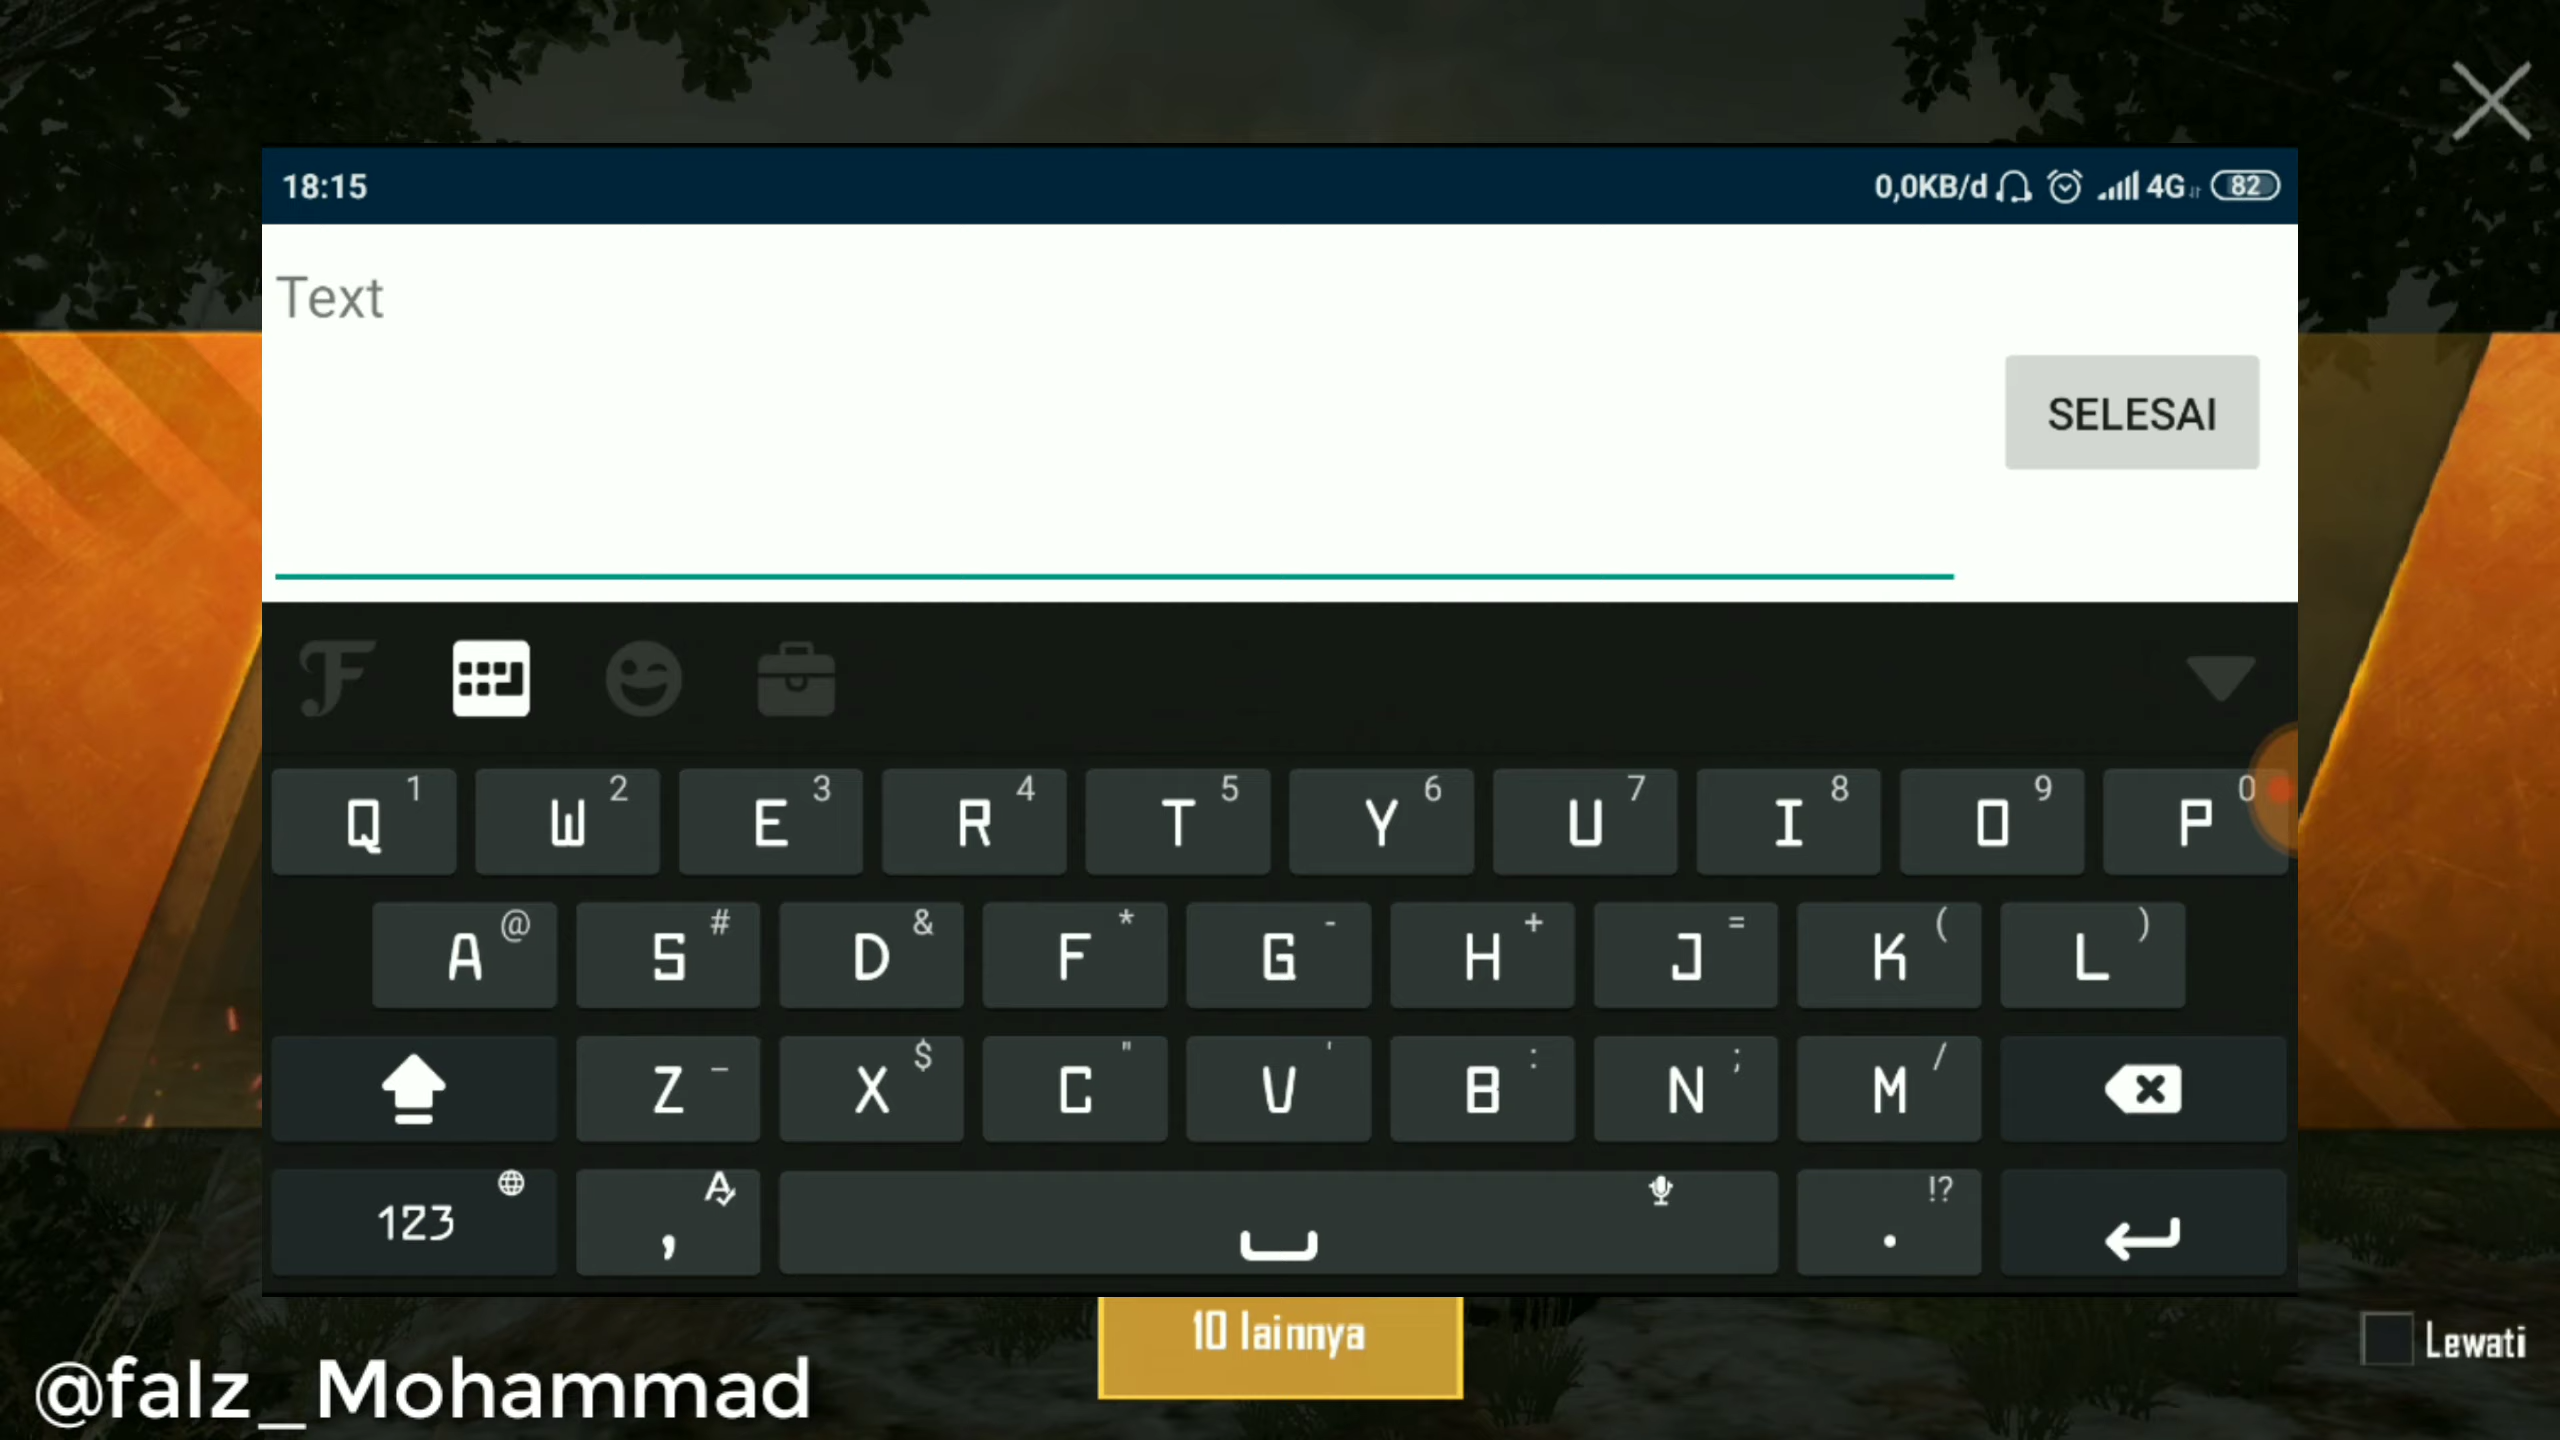 18:15
0,0KB/d 4G 82
Text
SELESAI
F
Q 1 W 2 E 3 R 4 T 5 Y 6 U 7 I 8 O 9 P 0
A @ S # D & F * G - H + J = K ( L )
Z _ X $ C " V ' B : N ; M /
123 , . !?
10 lainnya
Lewati
@faIz_Mohammad